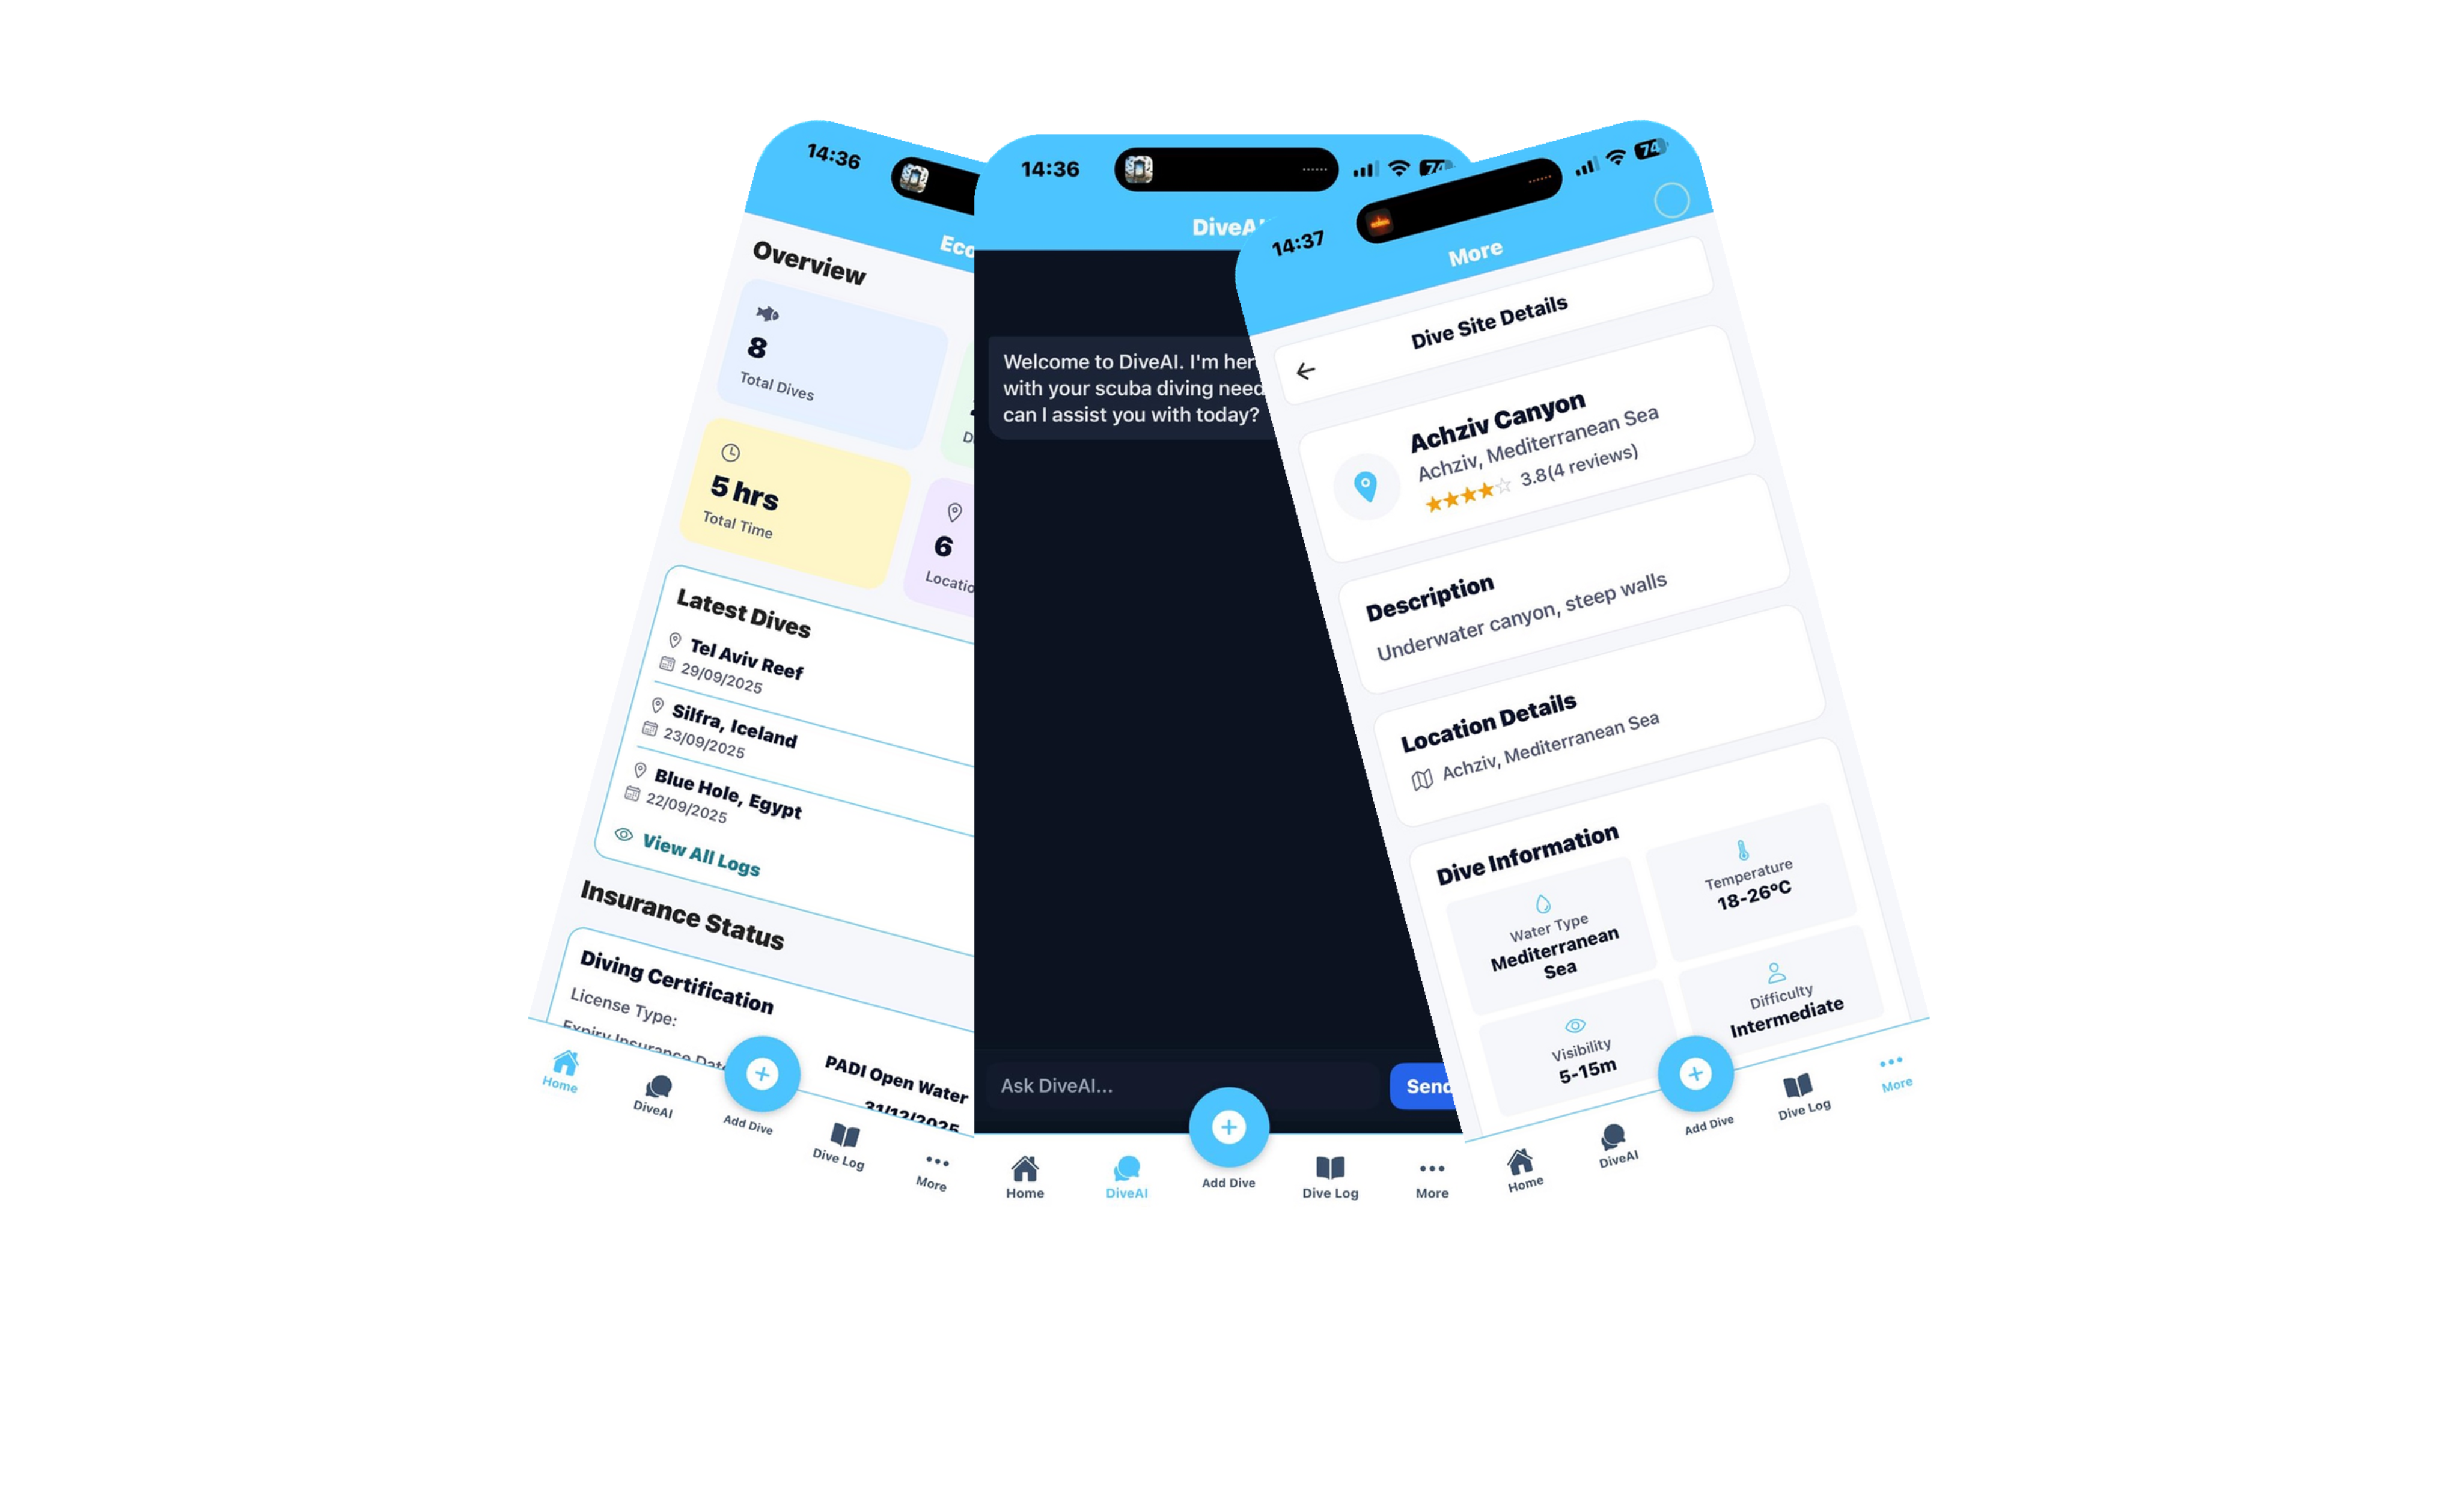 14:36
Eco
Overview
8
Total Dives
5 hrs
Total Time
6
Locatio
Latest Dives
Tel Aviv Reef
29/09/2025
Silfra, Iceland
23/09/2025
Blue Hole, Egypt
22/09/2025
View All Logs
Insurance Status
Diving Certification
License Type:
PADI Open Water
Expiry Insurance Date
31/12/2025
Home
DiveAI
Add Dive
Dive Log
More
14:36
74
DiveAI
Welcome to DiveAI. I'm her
with your scuba diving need
can I assist you with today?
Ask DiveAI...
Send
Home
DiveAI
Add Dive
Dive Log
More
14:37
74
More
Dive Site Details
Achziv Canyon
Achziv, Mediterranean Sea
3.8(4 reviews)
Description
Underwater canyon, steep walls
Location Details
Achziv, Mediterranean Sea
Dive Information
Water Type
Mediterranean
Sea
Temperature
18-26°C
Visibility
5-15m
Difficulty
Intermediate
Home
DiveAI
Add Dive
Dive Log
More